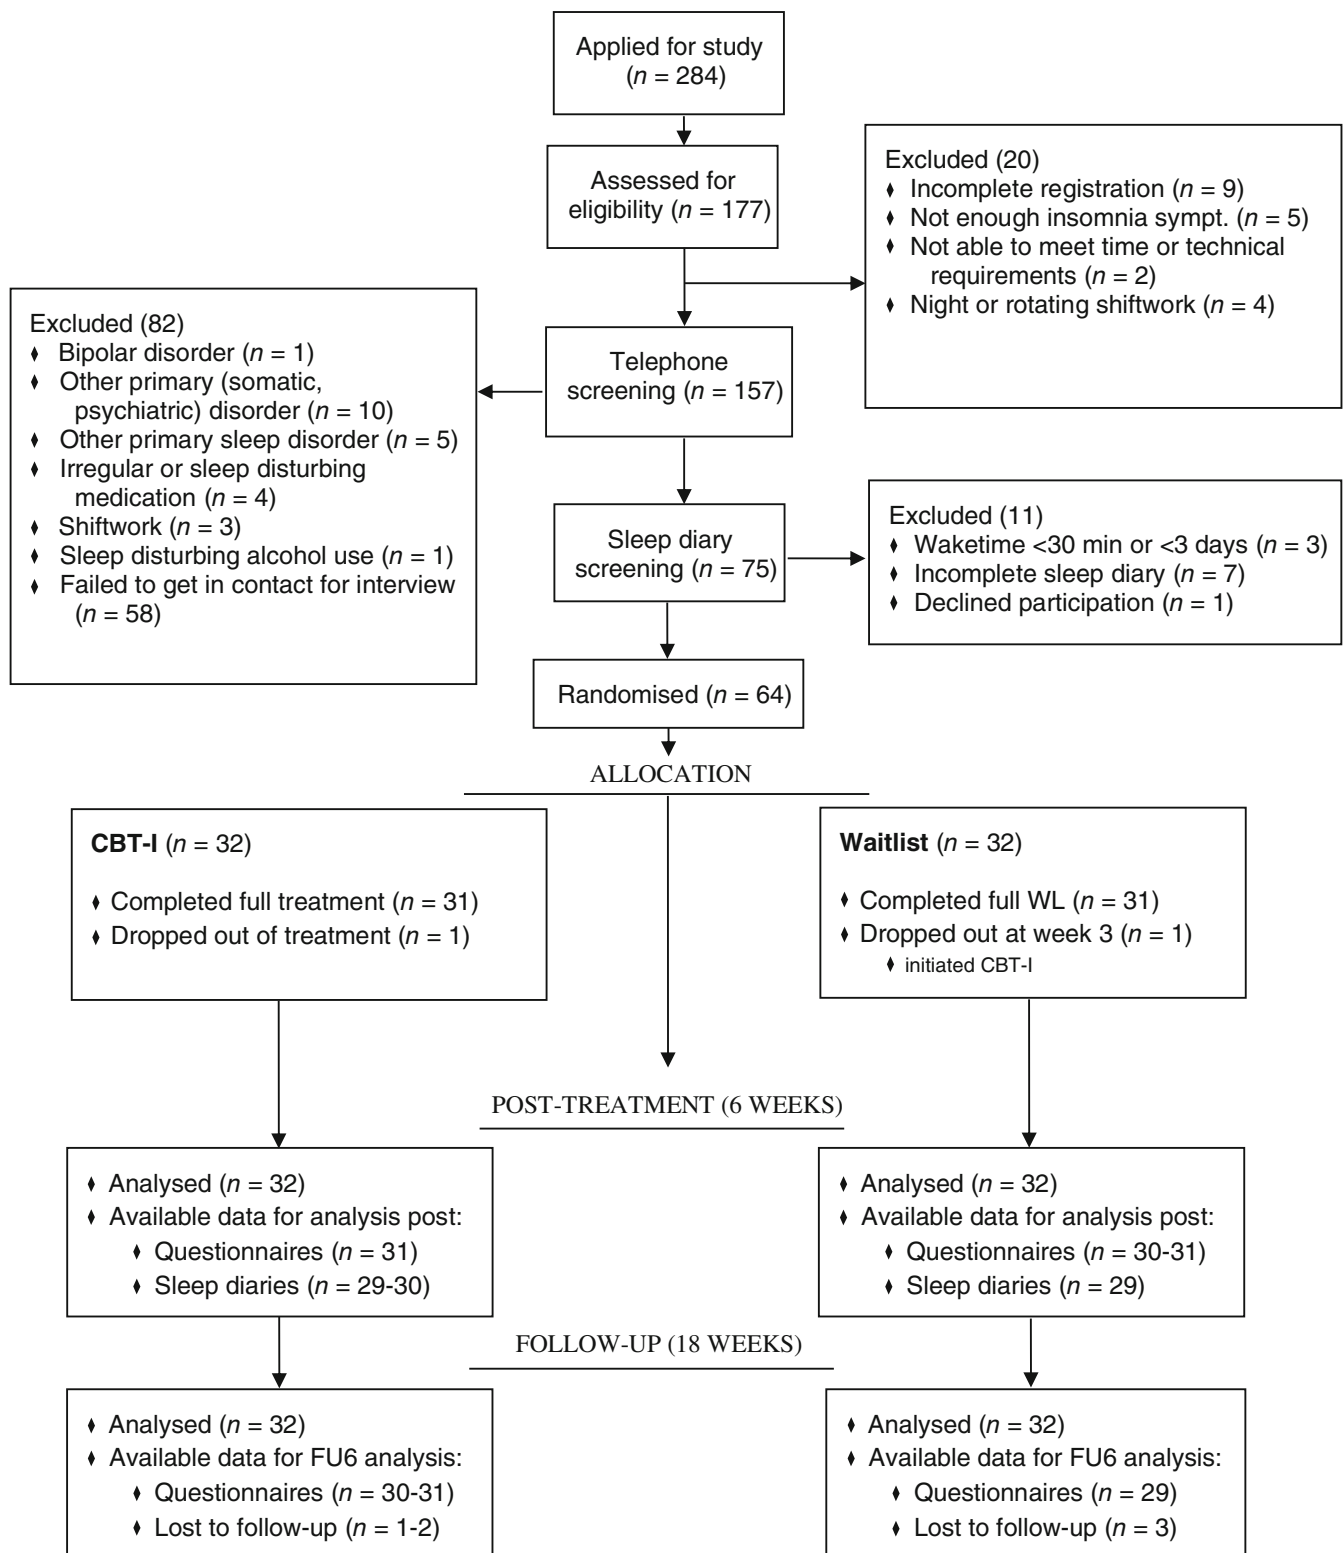 Applied for study
(n = 284)
Assessed for
eligibility (n = 177)
Excluded (20)
♦ Incomplete registration (n = 9)
♦ Not enough insomnia sympt. (n = 5)
♦ Not able to meet time or technical
requirements (n = 2)
♦ Night or rotating shiftwork (n = 4)
Telephone
screening (n = 157)
Excluded (82)
♦ Bipolar disorder (n = 1)
♦ Other primary (somatic,
psychiatric) disorder (n = 10)
♦ Other primary sleep disorder (n = 5)
♦ Irregular or sleep disturbing
medication (n = 4)
♦ Shiftwork (n = 3)
♦ Sleep disturbing alcohol use (n = 1)
♦ Failed to get in contact for interview
(n = 58)
Sleep diary
screening (n = 75)
Excluded (11)
♦ Waketime <30 min or <3 days (n = 3)
♦ Incomplete sleep diary (n = 7)
♦ Declined participation (n = 1)
Randomised (n = 64)
ALLOCATION
CBT-I (n = 32)
♦ Completed full treatment (n = 31)
♦ Dropped out of treatment (n = 1)
Waitlist (n = 32)
♦ Completed full WL (n = 31)
♦ Dropped out at week 3 (n = 1)
♦ initiated CBT-I
POST-TREATMENT (6 WEEKS)
♦ Analysed (n = 32)
♦ Available data for analysis post:
♦ Questionnaires (n = 31)
♦ Sleep diaries (n = 29-30)
♦ Analysed (n = 32)
♦ Available data for analysis post:
♦ Questionnaires (n = 30-31)
♦ Sleep diaries (n = 29)
FOLLOW-UP (18 WEEKS)
♦ Analysed (n = 32)
♦ Available data for FU6 analysis:
♦ Questionnaires (n = 30-31)
♦ Lost to follow-up (n = 1-2)
♦ Analysed (n = 32)
♦ Available data for FU6 analysis:
♦ Questionnaires (n = 29)
♦ Lost to follow-up (n = 3)